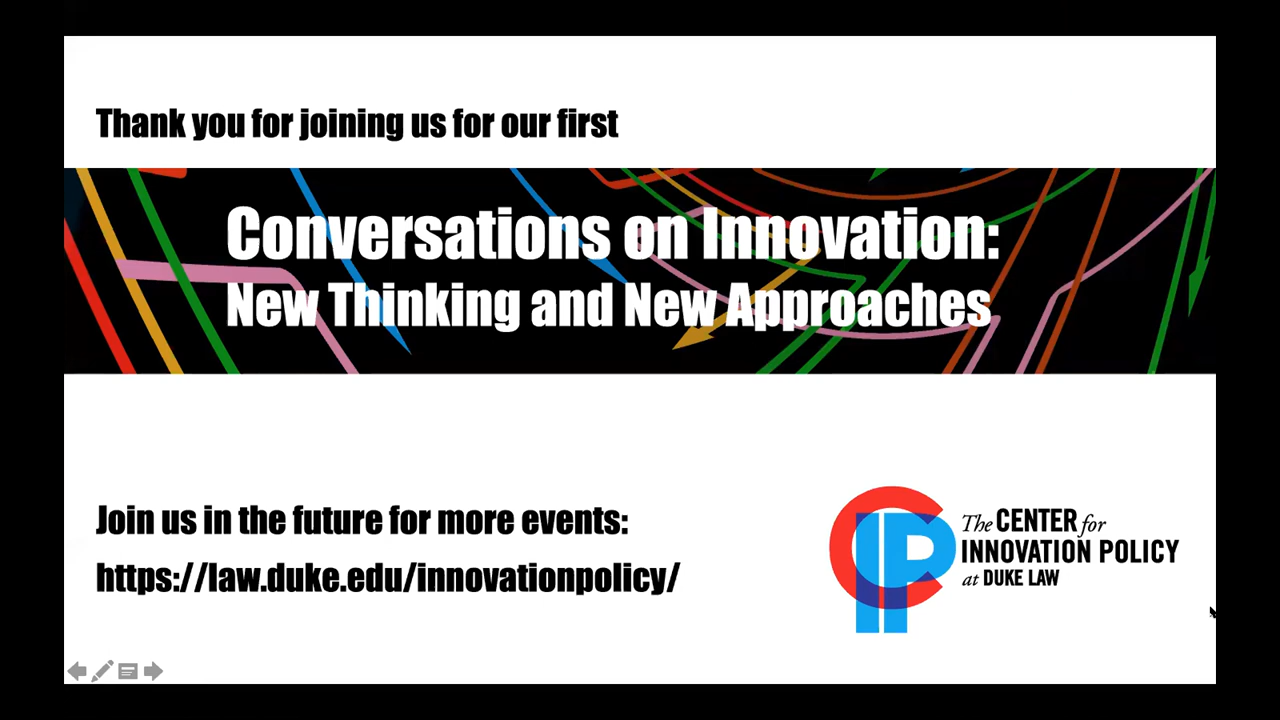 Thank you for joining us for our first
Conversations on Innovation:
New Thinking and New Approaches
Join us in the future for more events:
https://law.duke.edu/innovationpolicy/
CIP
The CENTER for
INNOVATION POLICY
at DUKE LAW